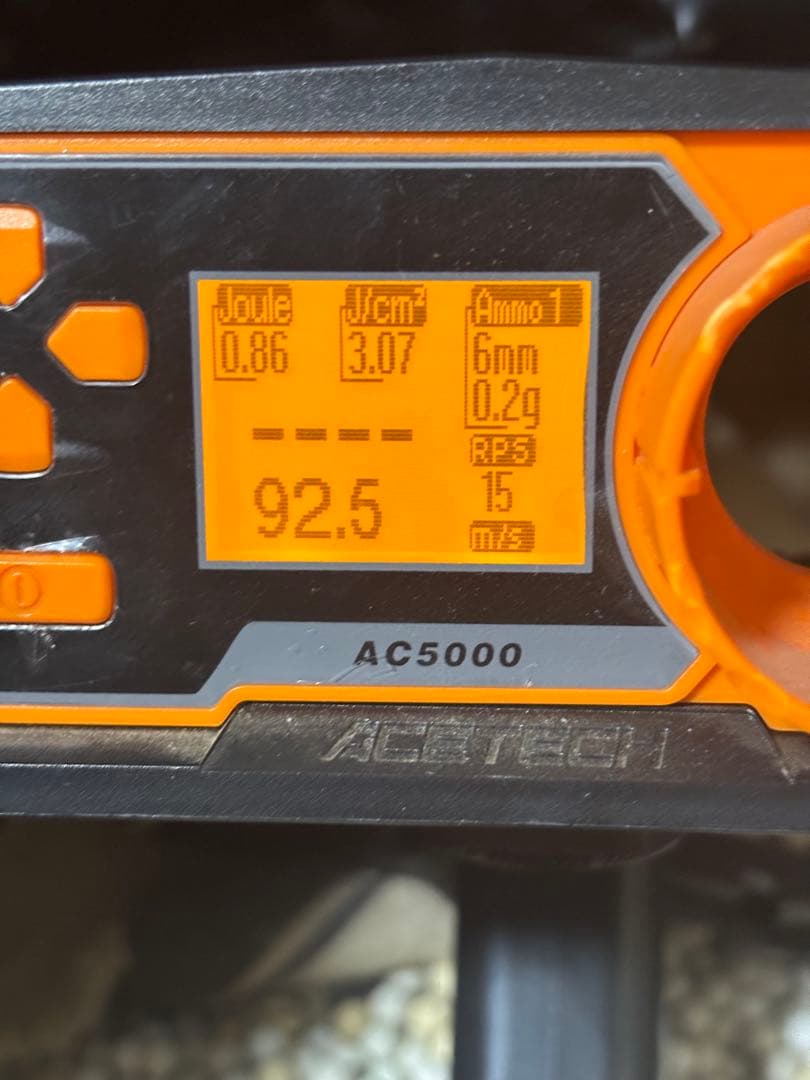 Joule J/cm² Ammo 1
0.86 3.07 6mm
0.2g
----
RPS
92.5 15
m/s
AC5000
ACETECH